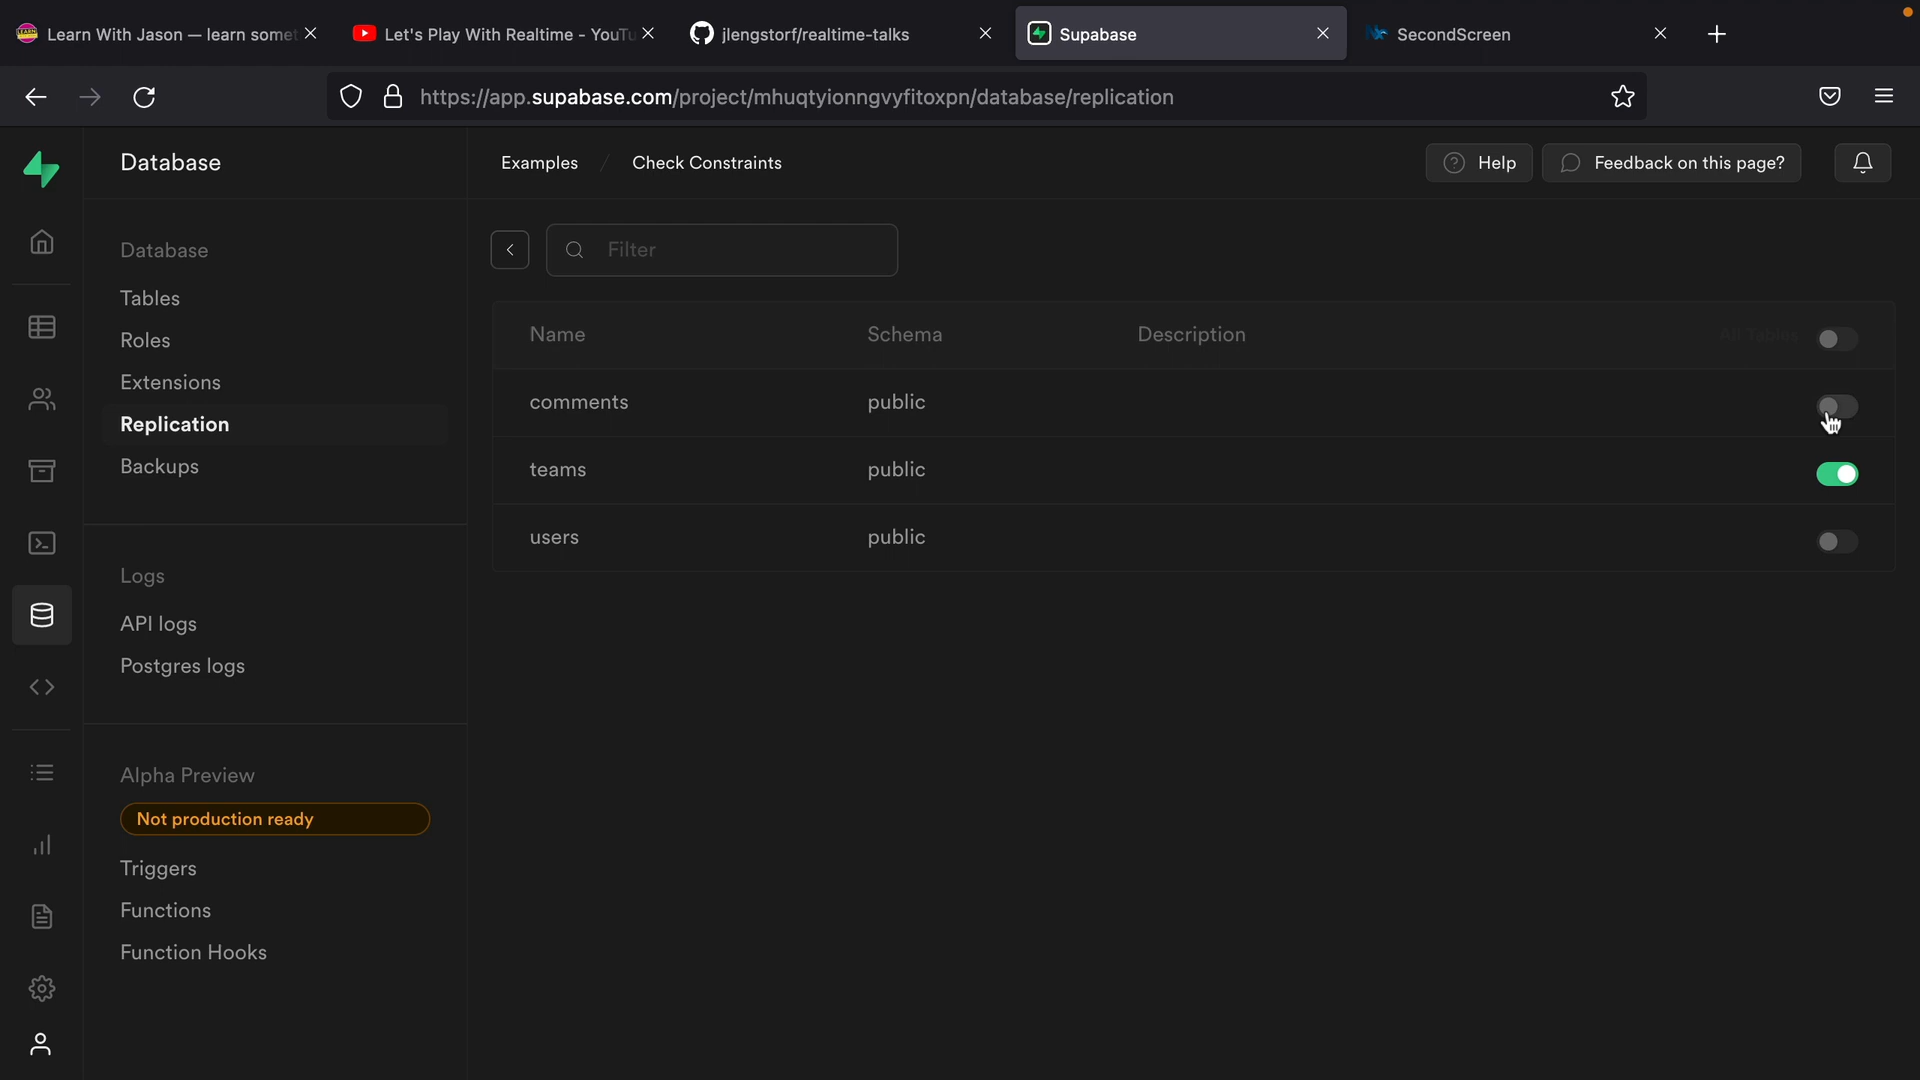 Learn With Jason — learn somet
Let's Play With Realtime - YouTu
jlengstorf/realtime-talks
Supabase
SecondScreen
https://app.supabase.com/project/mhuqtyionngvyfitoxpn/database/replication
Database
Examples / Check Constraints
Help
Feedback on this page?
Database
Tables
Roles
Extensions
Replication
Backups
Logs
API logs
Postgres logs
Alpha Preview
Not production ready
Triggers
Functions
Function Hooks
Filter
Name Schema Description All Tables
comments public
teams public
users public